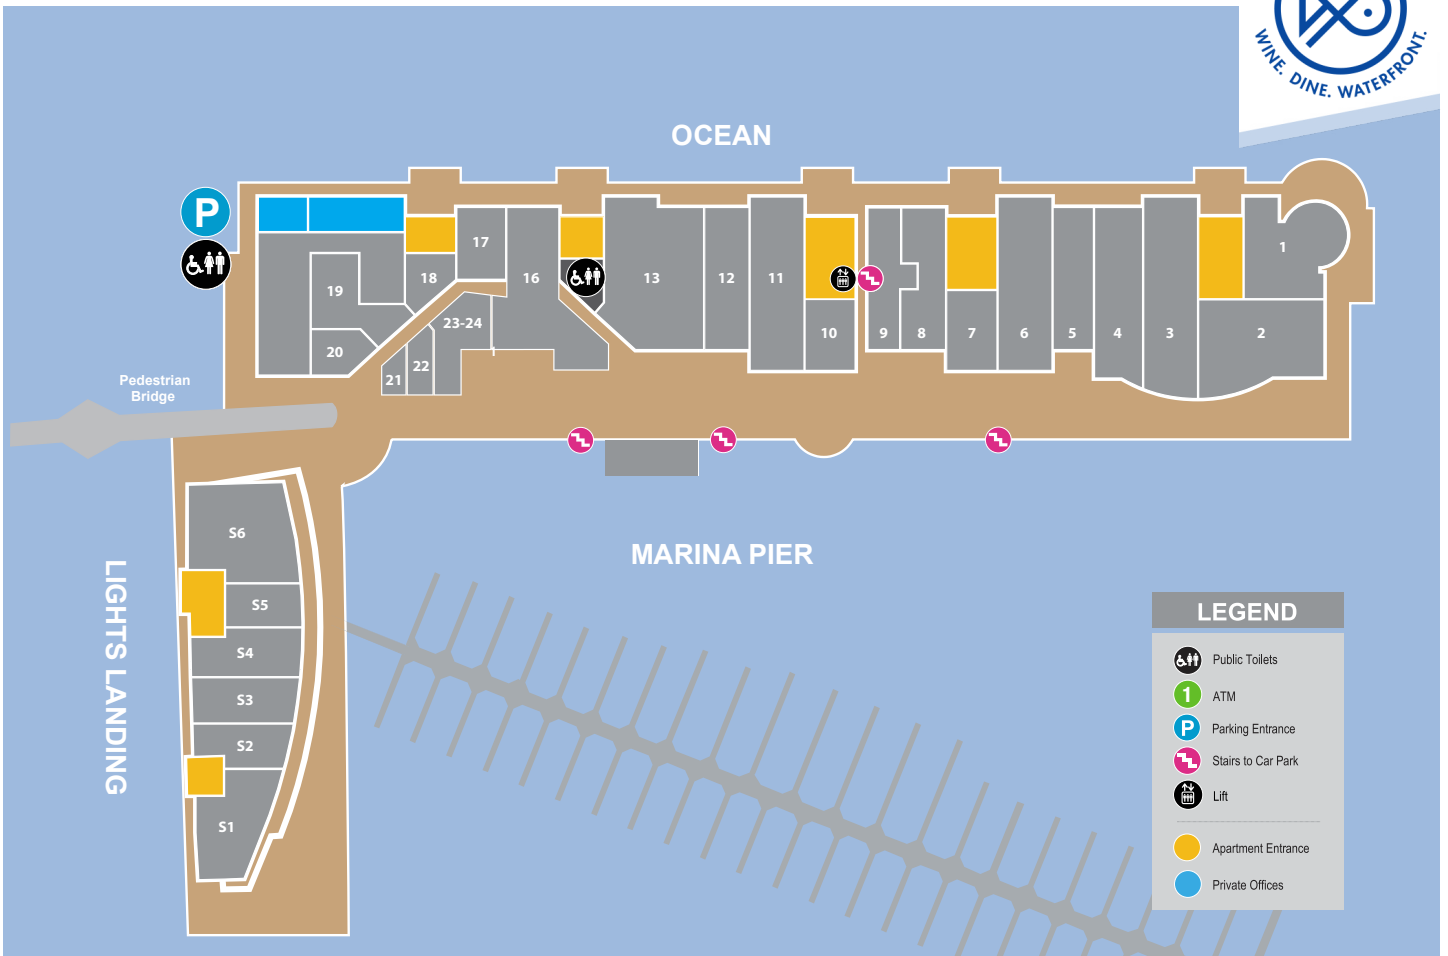 WINE. DINE. WATERFRONT.
OCEAN
P
17
18
16
13
12
11
1
19
23-24
10
9
8
7
6
5
4
3
2
20
22
21
Pedestrian
Bridge
S6
MARINA PIER
LIGHTS LANDING
S5
S4
S3
S2
S1
LEGEND
Public Toilets
1 ATM
P Parking Entrance
Stairs to Car Park
Lift
Apartment Entrance
Private Offices